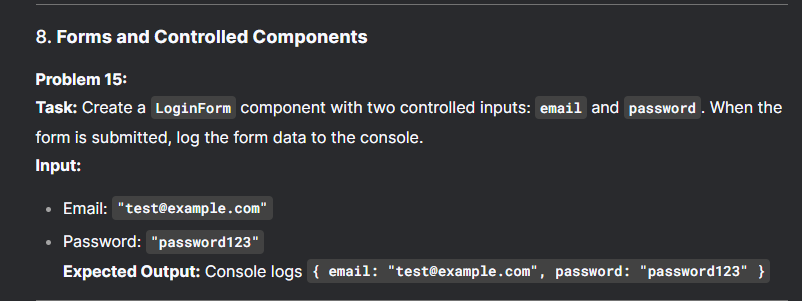 8. Forms and Controlled Components
Problem 15:
Task: Create a LoginForm component with two controlled inputs: email and password. When the
form is submitted, log the form data to the console.
Input:
• Email: "test@example.com"
• Password: "password123"
Expected Output: Console logs { email: "test@example.com", password: "password123" }